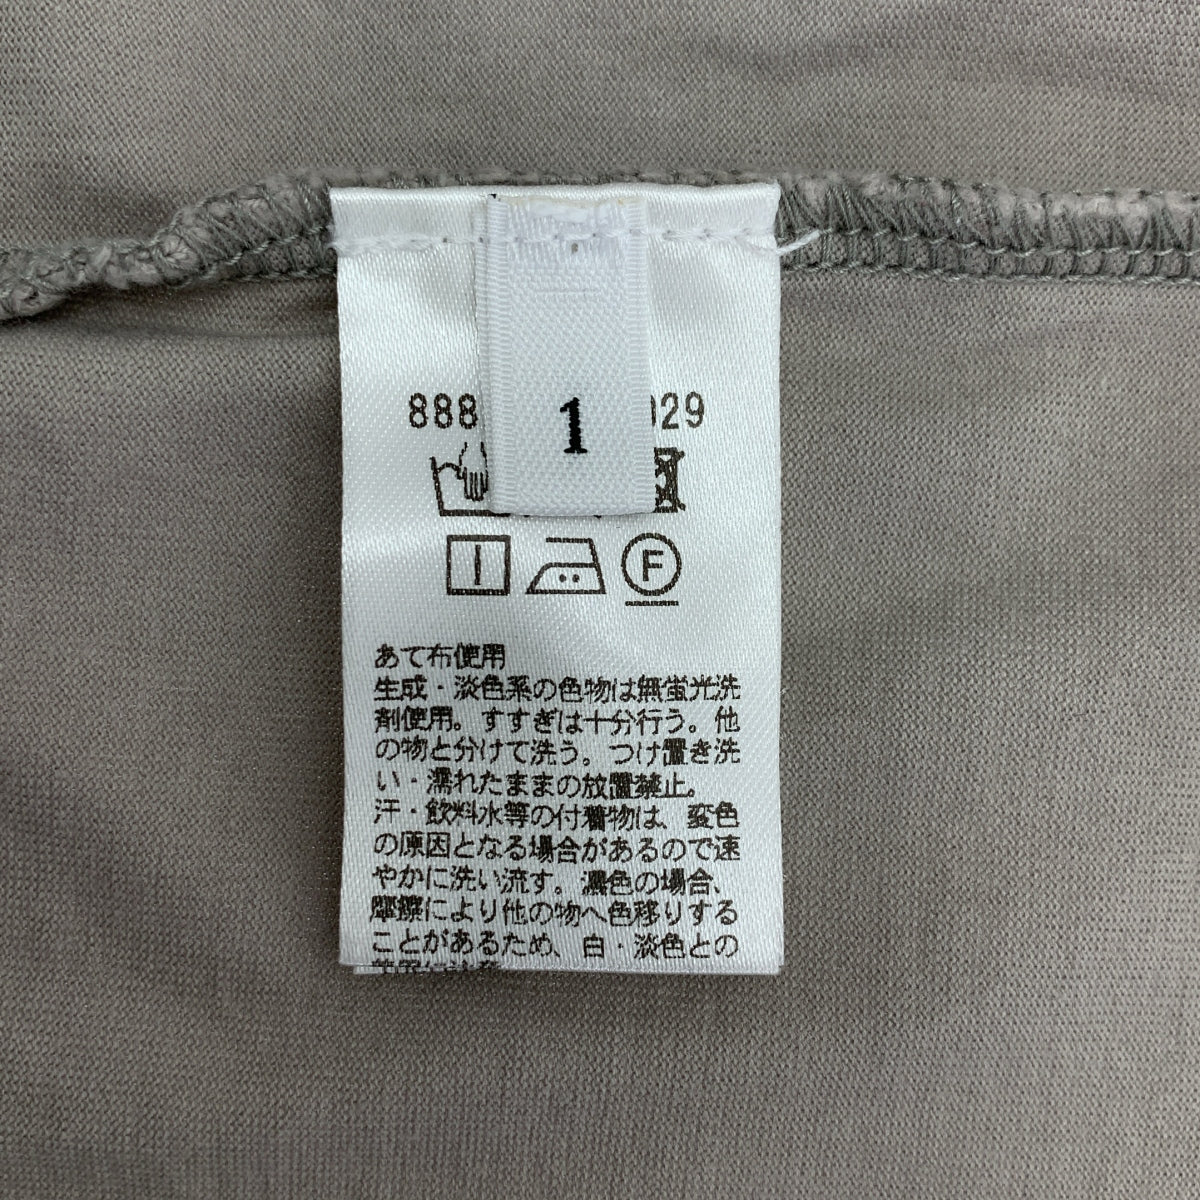 888
029
1
F
あて布使用
生成・淡色系の色物は無蛍光洗
剤使用。すすぎは十分行う。他
の物と分けて洗う。つけ置き洗
い・濡れたままの放置禁止。
汗・飲料水等の付着物は、変色
の原因となる場合があるので速
やかに洗い流す。濃色の場合、
摩擦により他の物へ色移りする
ことがあるため、白・淡色との